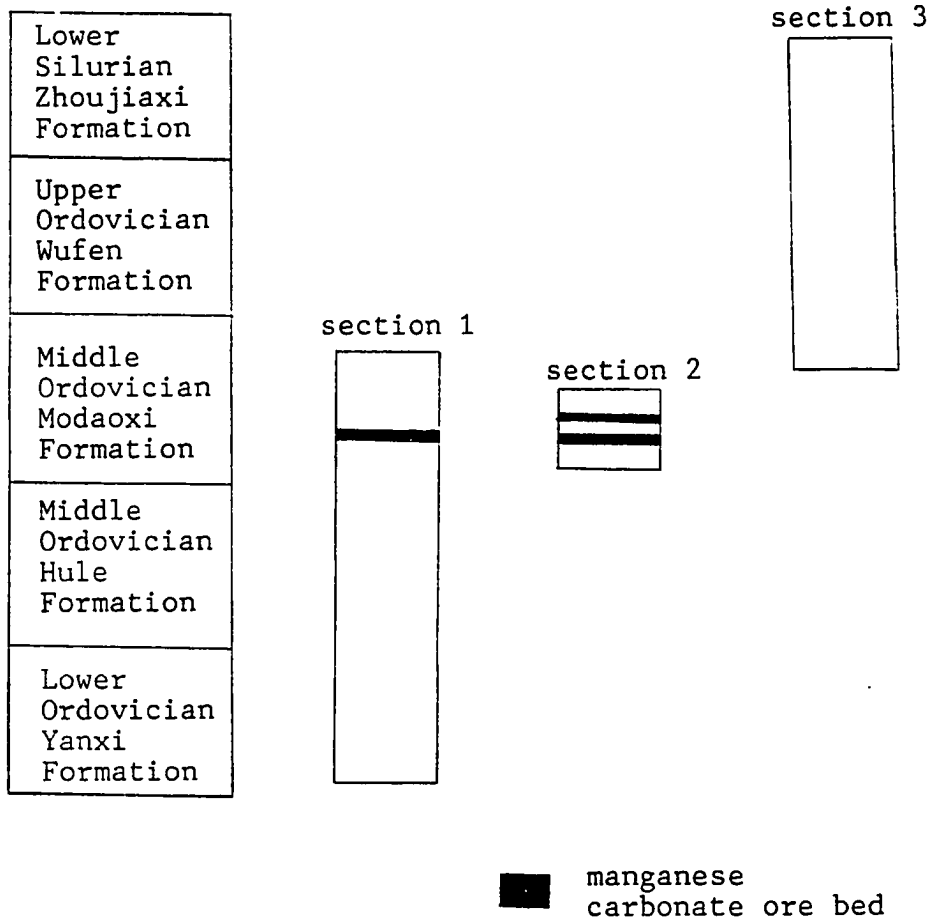 Lower
Silurian
Zhoujiaxi
Formation
Upper
Ordovician
Wufen
Formation
Middle
Ordovician
Modaoxi
Formation
Middle
Ordovician
Hule
Formation
Lower
Ordovician
Yanxi
Formation
section 1
section 2
section 3
manganese
carbonate ore bed